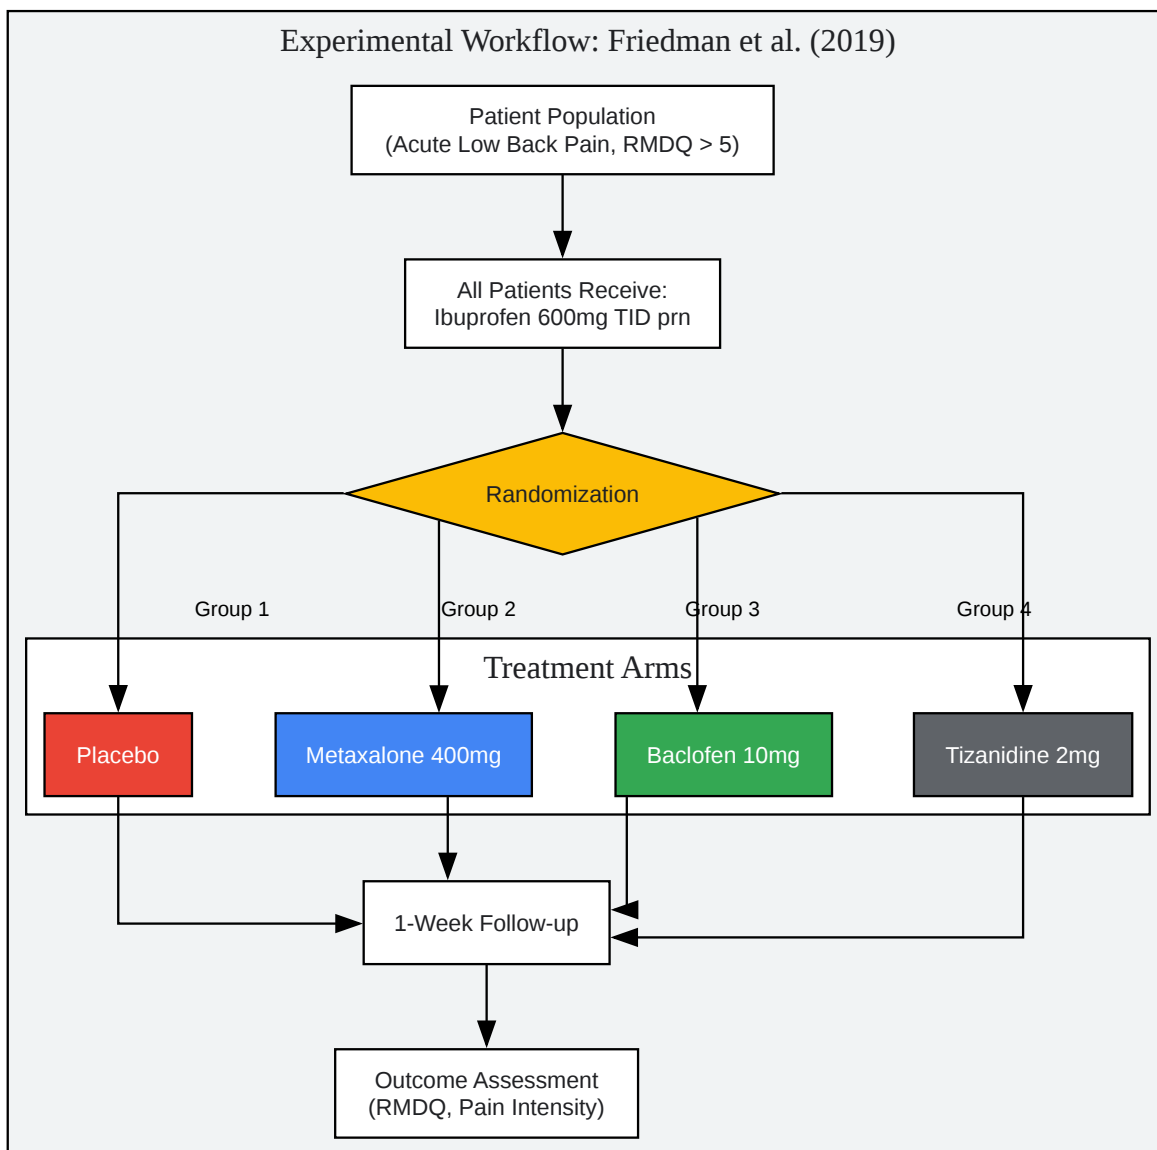 Experimental Workflow: Friedman et al. (2019)
Patient Population
(Acute Low Back Pain, RMDQ > 5)
All Patients Receive:
Ibuprofen 600mg TID prn
Randomization
Group 1
Group 2
Group 3
Group 4
Treatment Arms
Placebo
Metaxalone 400mg
Baclofen 10mg
Tizanidine 2mg
1-Week Follow-up
Outcome Assessment
(RMDQ, Pain Intensity)